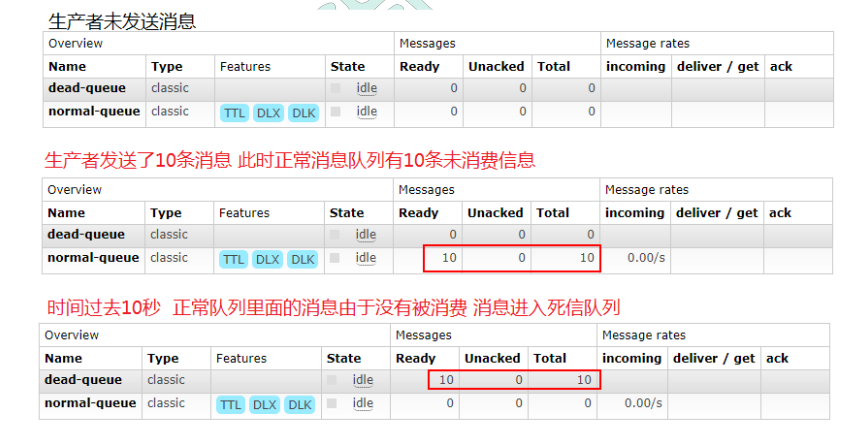 生产者未发送消息
Overview Messages Message rates
Name Type Features State Ready Unacked Total incoming deliver / get ack
dead-queue classic idle 0 0 0
normal-queue classic TTL DLX DLK idle 0 0 0
生产者发送了10条消息 此时正常消息队列有10条未消费信息
Overview Messages Message rates
Name Type Features State Ready Unacked Total incoming deliver / get ack
dead-queue classic idle 0 0 0
normal-queue classic TTL DLX DLK idle 10 0 10 0.00/s
时间过去10秒 正常队列里面的消息由于没有被消费 消息进入死信队列
Overview Messages Message rates
Name Type Features State Ready Unacked Total incoming deliver / get ack
dead-queue classic idle 10 0 10
normal-queue classic TTL DLX DLK idle 0 0 0 0.00/s